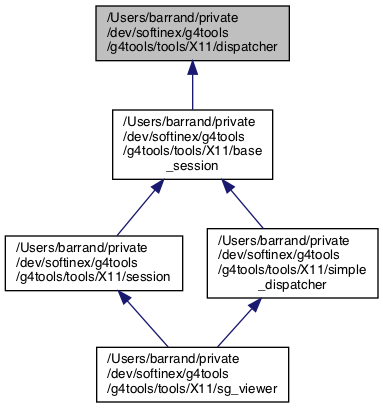 /Users/barrand/private
/dev/softinex/g4tools
/g4tools/tools/X11/dispatcher
/Users/barrand/private
/dev/softinex/g4tools
/g4tools/tools/X11/base
_session
/Users/barrand/private
/dev/softinex/g4tools
/g4tools/tools/X11/session
/Users/barrand/private
/dev/softinex/g4tools
/g4tools/tools/X11/simple
_dispatcher
/Users/barrand/private
/dev/softinex/g4tools
/g4tools/tools/X11/sg_viewer